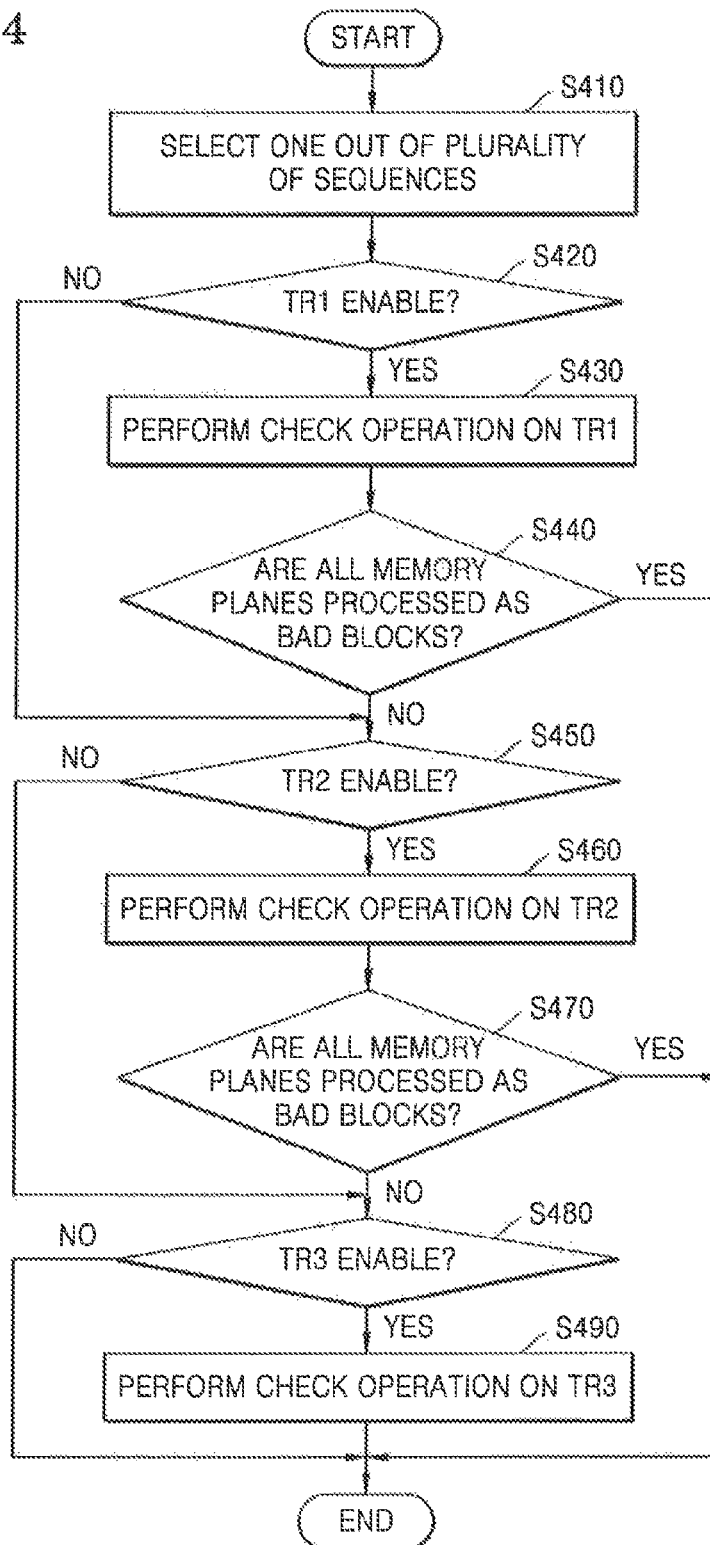 4
START
S410
SELECT ONE OUT OF PLURALITY
OF SEQUENCES
S420
NO
TR1 ENABLE?
YES
S430
PERFORM CHECK OPERATION ON TR1
S440
ARE ALL MEMORY
PLANES PROCESSED AS
BAD BLOCKS?
YES
NO
S450
NO
TR2 ENABLE?
YES
S460
PERFORM CHECK OPERATION ON TR2
S470
ARE ALL MEMORY
PLANES PROCESSED AS
BAD BLOCKS?
YES
NO
S480
NO
TR3 ENABLE?
YES
S490
PERFORM CHECK OPERATION ON TR3
END